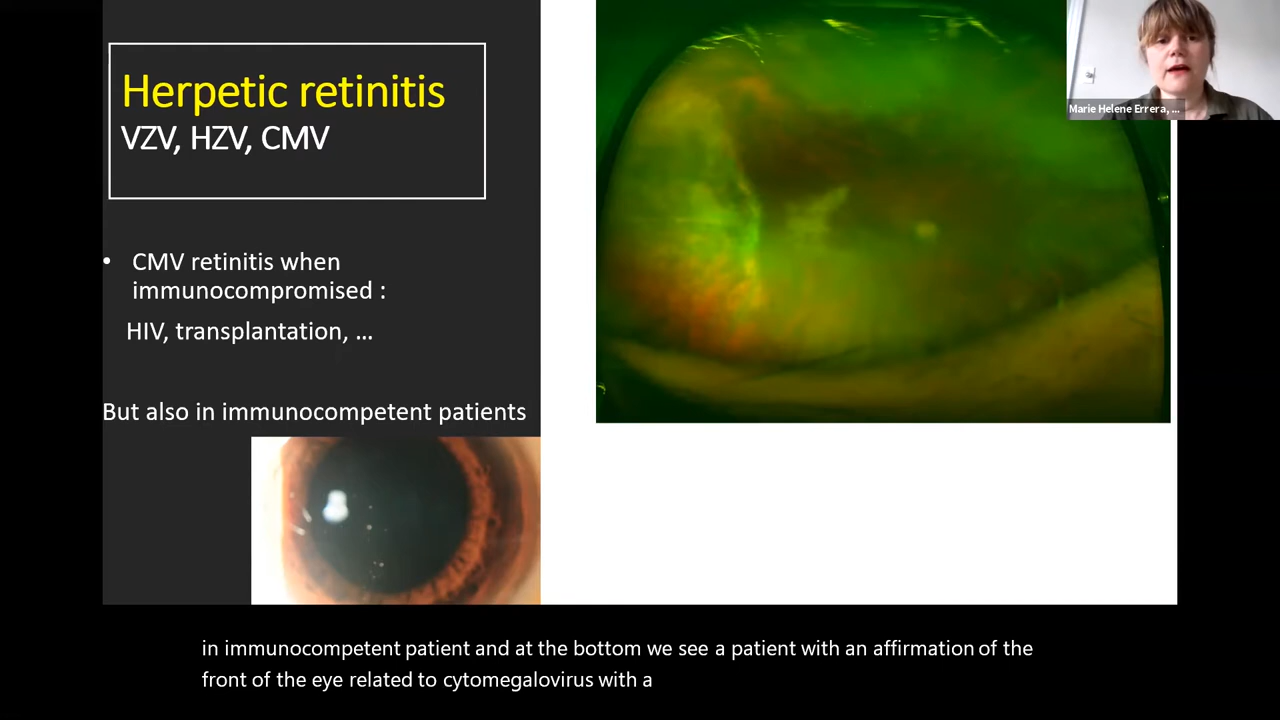 Herpetic retinitis
VZV, HZV, CMV
• CMV retinitis when
immunocompromised :
HIV, transplantation, ...
But also in immunocompetent patients
Marie Helene Errera, ...
in immunocompetent patient and at the bottom we see a patient with an affirmation of the
front of the eye related to cytomegalovirus with a